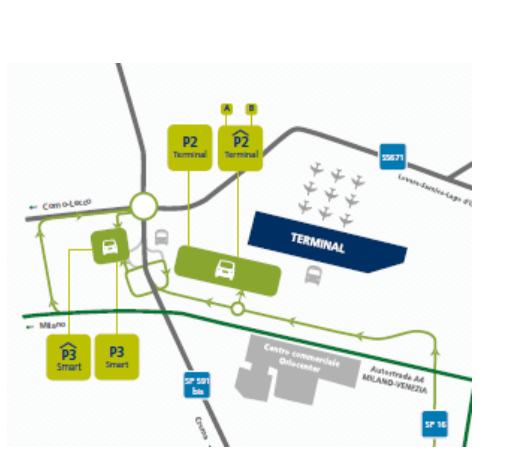 A
B
P2
Terminal
P2
Terminal
SS671
← Como-Lecco
TERMINAL
← Milano
P3
Smart
P3
Smart
Centro commerciale
Oriocenter
Autostrada A4
MILANO-VENEZIA
SP 591
bis
SP 16